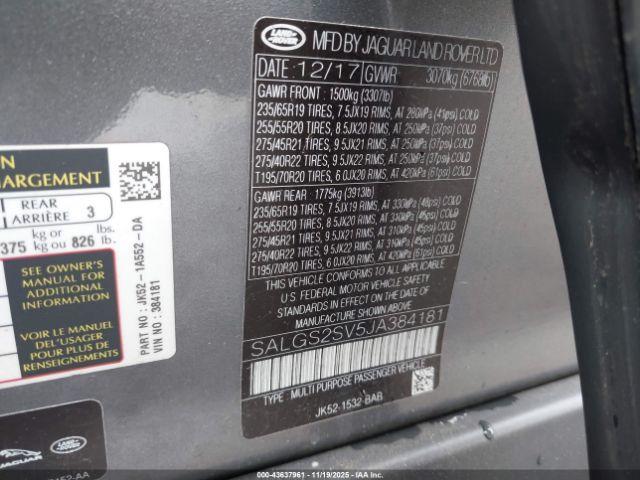 LAND ROVER
MFD BY JAGUAR LAND ROVER LTD
DATE : 12/17 GVWR 3070kg (6768lb)
GAWR FRONT : 1500kg (3307lb)
235/65R19 TIRES, 7.5JX19 RIMS, AT 280kPa (41psi) COLD
255/55R20 TIRES, 8.5JX20 RIMS, AT 250kPa (37psi) COLD
275/45R21 TIRES, 9.5JX21 RIMS, AT 250kPa (37psi) COLD
275/40R22 TIRES, 9.5JX22 RIMS, AT 250kPa (37psi) COLD
T195/70R20 TIRES, 6.0JX20 RIMS, AT 420kPa (61psi) COLD
GAWR REAR : 1775kg (3913lb)
235/65R19 TIRES, 7.5JX19 RIMS, AT 330kPa (48psi) COLD
255/55R20 TIRES, 8.5JX20 RIMS, AT 310kPa (45psi) COLD
275/45R21 TIRES, 9.5JX21 RIMS, AT 310kPa (45psi) COLD
275/40R22 TIRES, 9.5JX22 RIMS, AT 310kPa (45psi) COLD
T195/70R20 TIRES, 6.0JX20 RIMS, AT 420kPa (61psi) COLD
THIS VEHICLE CONFORMS TO ALL APPLICABLE
U.S. FEDERAL MOTOR VEHICLE SAFETY
STANDARDS IN EFFECT ON THE DATE OF
MANUFACTURE SHOWN ABOVE.
SALGS2SV5JA384181
TYPE : MULTI PURPOSE PASSENGER VEHICLE
JK52-1532-BAB
ON
HARGEMENT
REAR
ARRIÈRE 3
375 kg or kg ou 826 lbs. lb.
SEE OWNER'S
MANUAL FOR
ADDITIONAL
INFORMATION
VOIR LE MANUEL
DE L'USAGER
POUR PLUS DE
RENSEIGNEMENTS
JK52-1A552-DA
VIN NR: 384181
JAGUAR
LAND ROVER
000-43637961 - 11/19/2025 - IAAI.COM